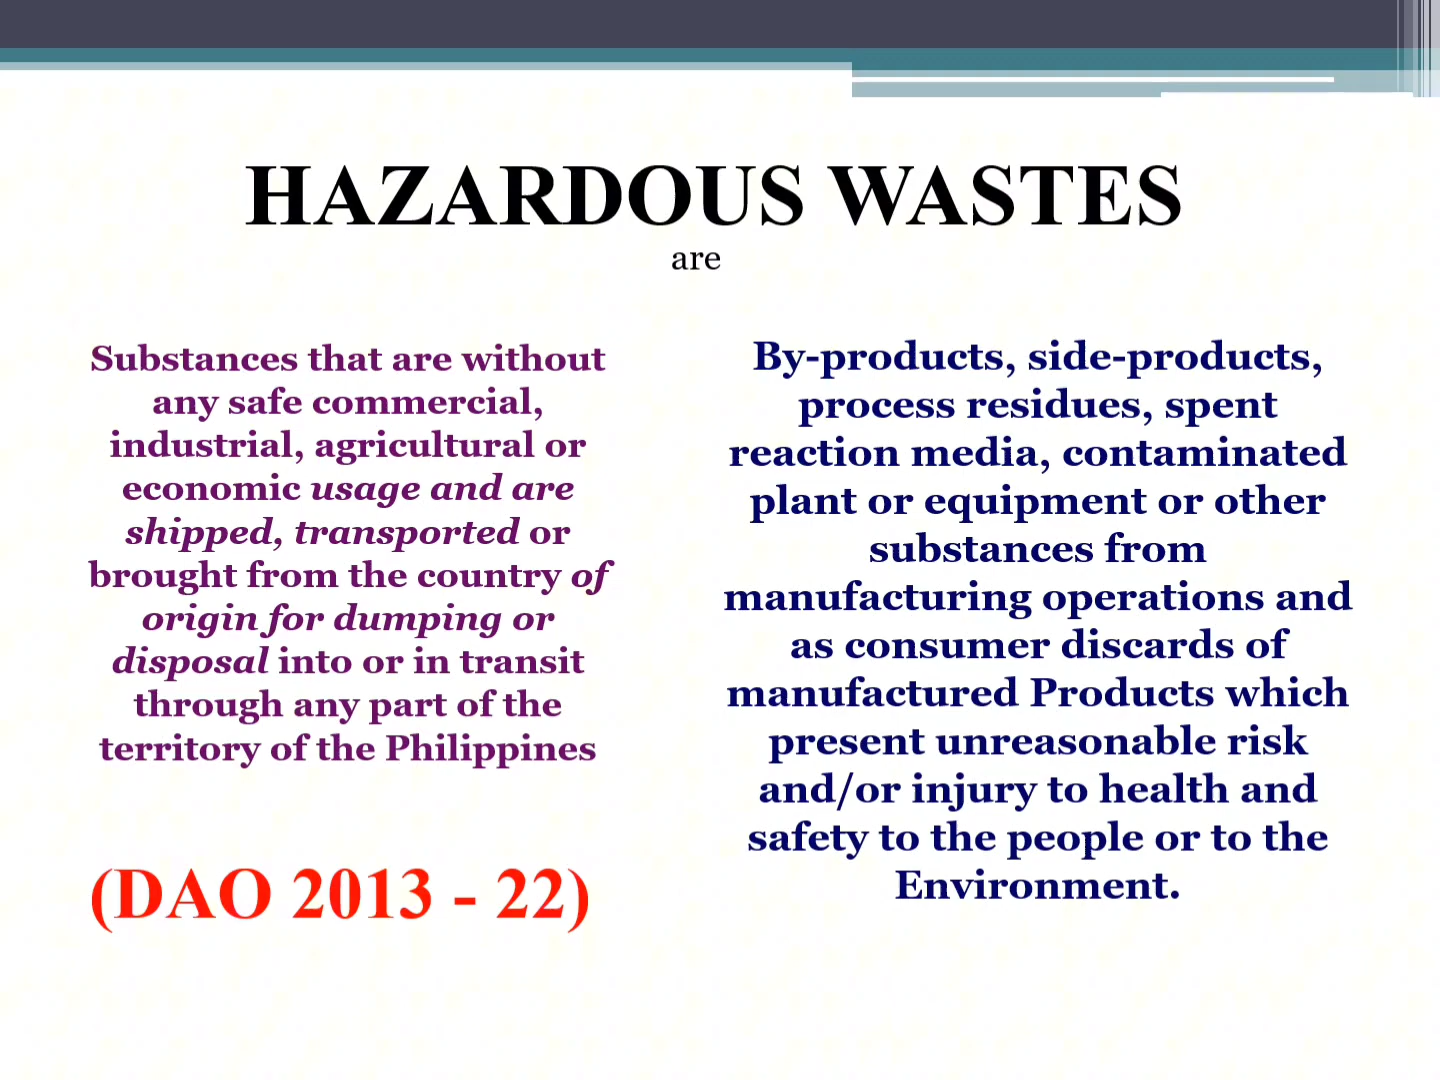 HAZARDOUS WASTES
are
Substances that are without
any safe commercial,
industrial, agricultural or
economic usage and are
shipped, transported or
brought from the country of
origin for dumping or
disposal into or in transit
through any part of the
territory of the Philippines
(DAO 2013 - 22)
By-products, side-products,
process residues, spent
reaction media, contaminated
plant or equipment or other
substances from
manufacturing operations and
as consumer discards of
manufactured Products which
present unreasonable risk
and/or injury to health and
safety to the people or to the
Environment.